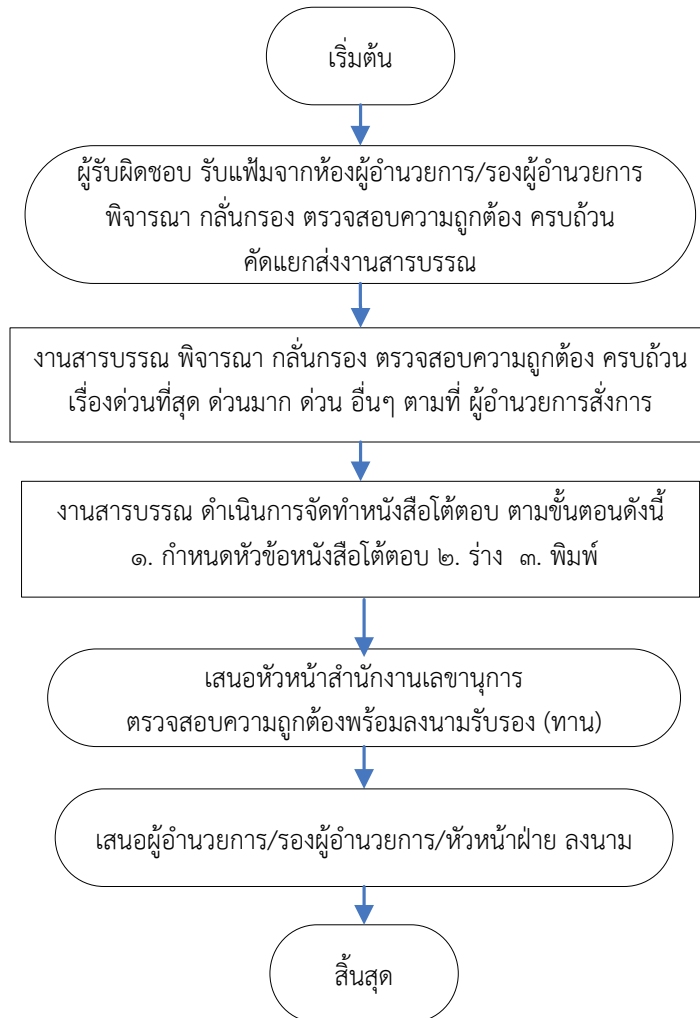 เริ่มต้น
ผู้รับผิดชอบ รับแฟ้มจากห้องผู้อำนวยการ/รองผู้อำนวยการ
พิจารณา กลั่นกรอง ตรวจสอบความถูกต้อง ครบถ้วน
คัดแยกส่งงานสารบรรณ
งานสารบรรณ พิจารณา กลั่นกรอง ตรวจสอบความถูกต้อง ครบถ้วน
เรื่องด่วนที่สุด ด่วนมาก ด่วน อื่นๆ ตามที่ ผู้อำนวยการสั่งการ
งานสารบรรณ ดำเนินการจัดทำหนังสือโต้ตอบ ตามขั้นตอนดังนี้
๑. กำหนดหัวข้อหนังสือโต้ตอบ ๒. ร่าง ๓. พิมพ์
เสนอหัวหน้าสำนักงานเลขานุการ
ตรวจสอบความถูกต้องพร้อมลงนามรับรอง (ทาน)
เสนอผู้อำนวยการ/รองผู้อำนวยการ/หัวหน้าฝ่าย ลงนาม
สิ้นสุด